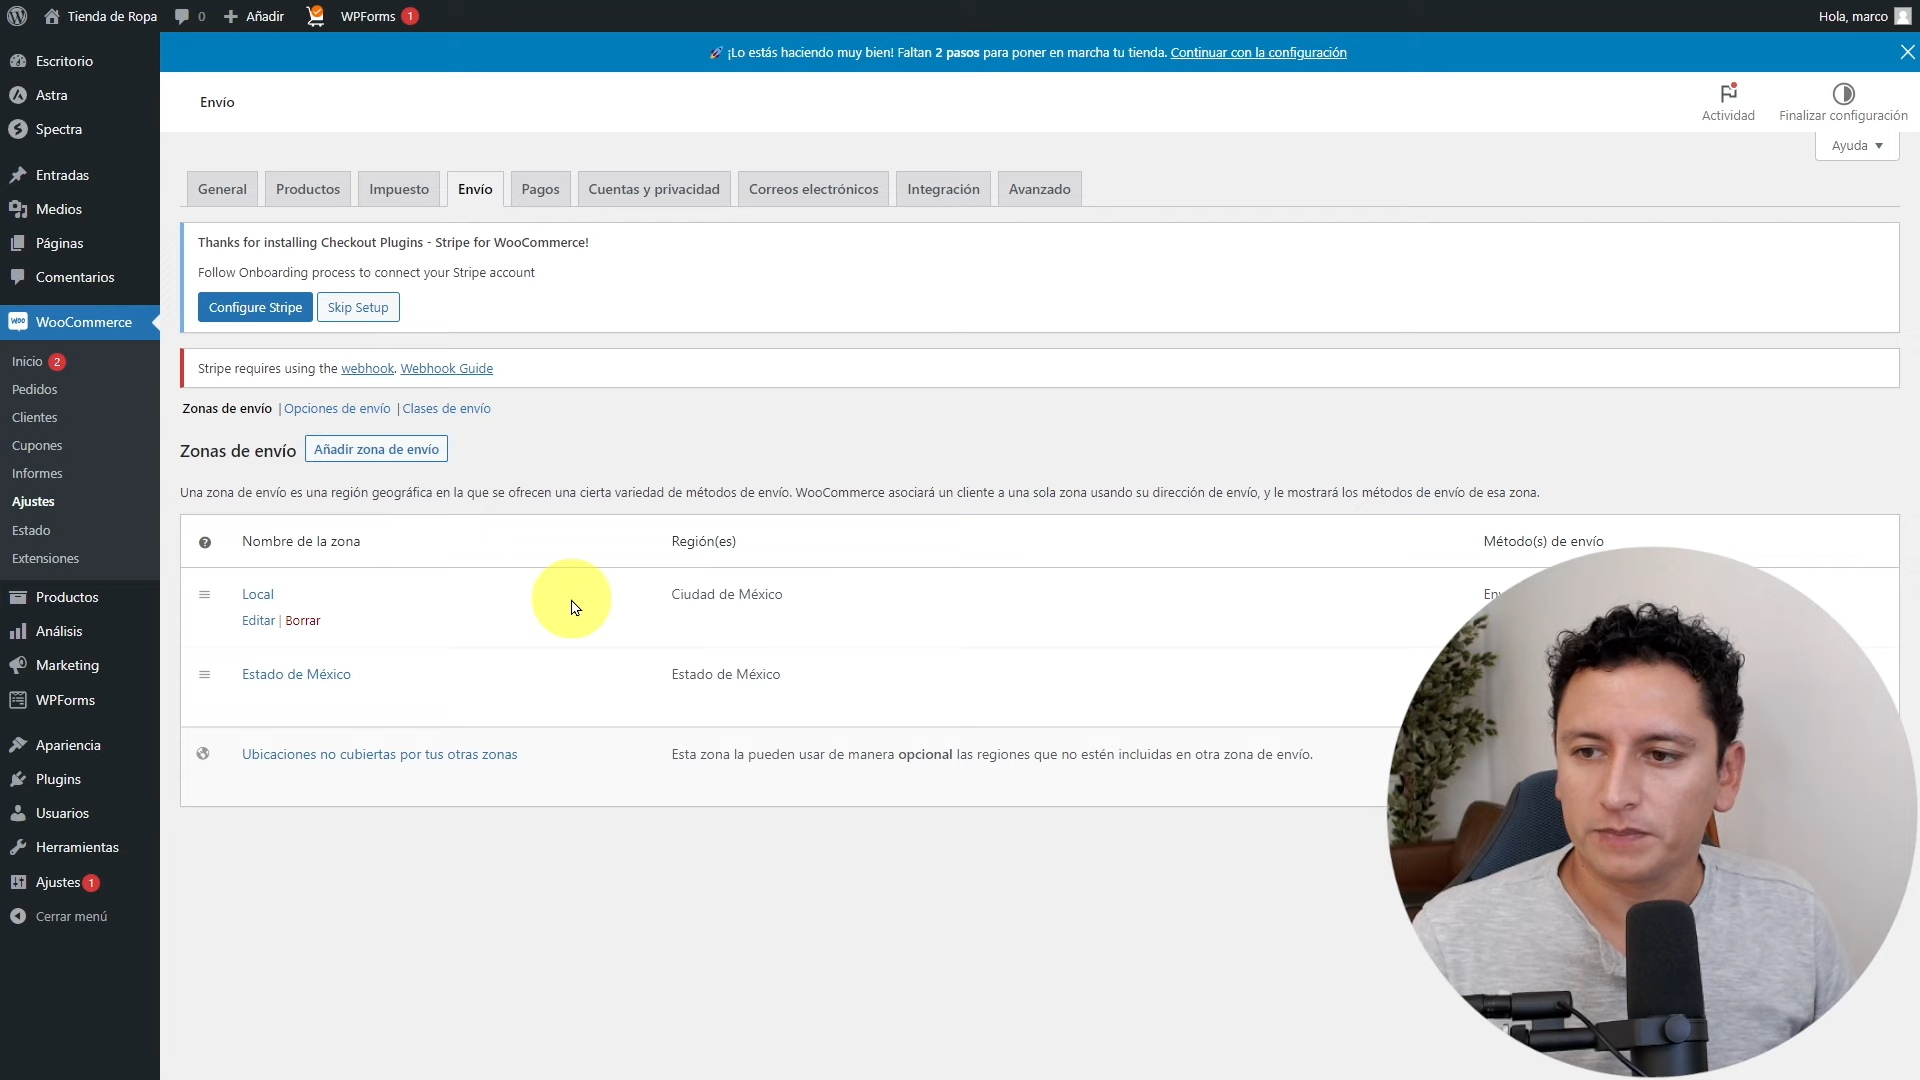 Tienda de Ropa
0
Añadir
WPForms 1
Hola, marco
Escritorio
Astra
Spectra
Entradas
Medios
Páginas
Comentarios
Woo WooCommerce
Inicio 2
Pedidos
Clientes
Cupones
Informes
Ajustes
Estado
Extensiones
Productos
Análisis
Marketing
WPForms
Apariencia
Plugins
Usuarios
Herramientas
Ajustes 1
Cerrar menú
¡Lo estás haciendo muy bien! Faltan 2 pasos para poner en marcha tu tienda. Continuar con la configuración
Envío
Actividad
Finalizar configuración
Ayuda
General
Productos
Impuesto
Envío
Pagos
Cuentas y privacidad
Correos electrónicos
Integración
Avanzado
Thanks for installing Checkout Plugins - Stripe for WooCommerce!
Follow Onboarding process to connect your Stripe account
Configure Stripe
Skip Setup
Stripe requires using the webhook. Webhook Guide
Zonas de envío | Opciones de envío | Clases de envío
Zonas de envío
Añadir zona de envío
Una zona de envío es una región geográfica en la que se ofrecen una cierta variedad de métodos de envío. WooCommerce asociará un cliente a una sola zona usando su dirección de envío, y le mostrará los métodos de envío de esa zona.
? Nombre de la zona Región(es) Método(s) de envío
Local Ciudad de México
Editar | Borrar
Estado de México Estado de México
Ubicaciones no cubiertas por tus otras zonas Esta zona la pueden usar de manera opcional las regiones que no estén incluidas en otra zona de envío.